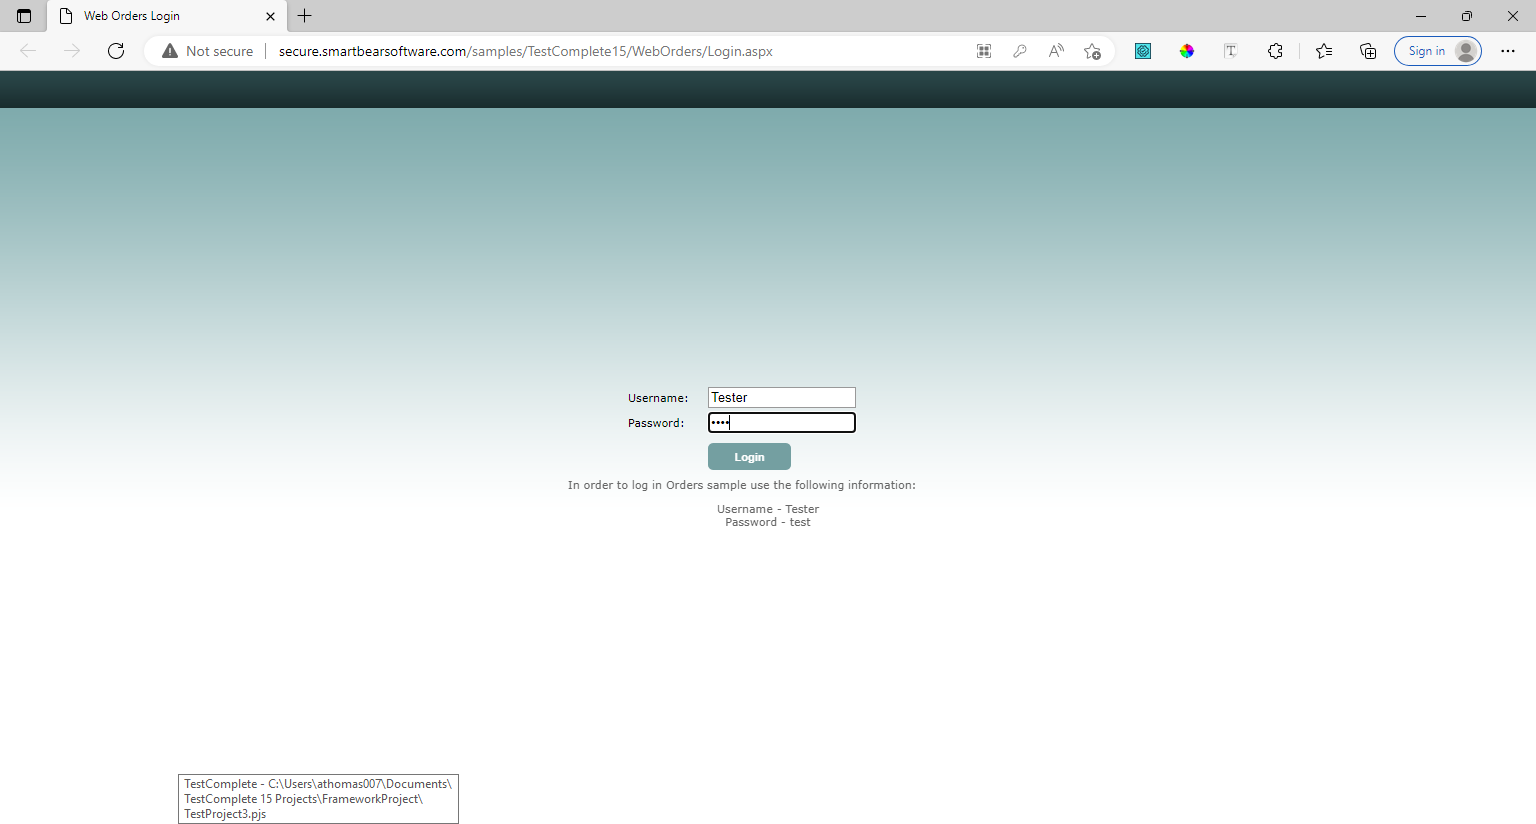 Web Orders Login
Not secure
secure.smartbearsoftware.com/samples/TestComplete15/WebOrders/Login.aspx
Sign in
Username: Tester
Password: ••••
Login
In order to log in Orders sample use the following information:
Username - Tester
Password - test
TestComplete - C:\Users\athomas007\Documents\
TestComplete 15 Projects\FrameworkProject\
TestProject3.pjs